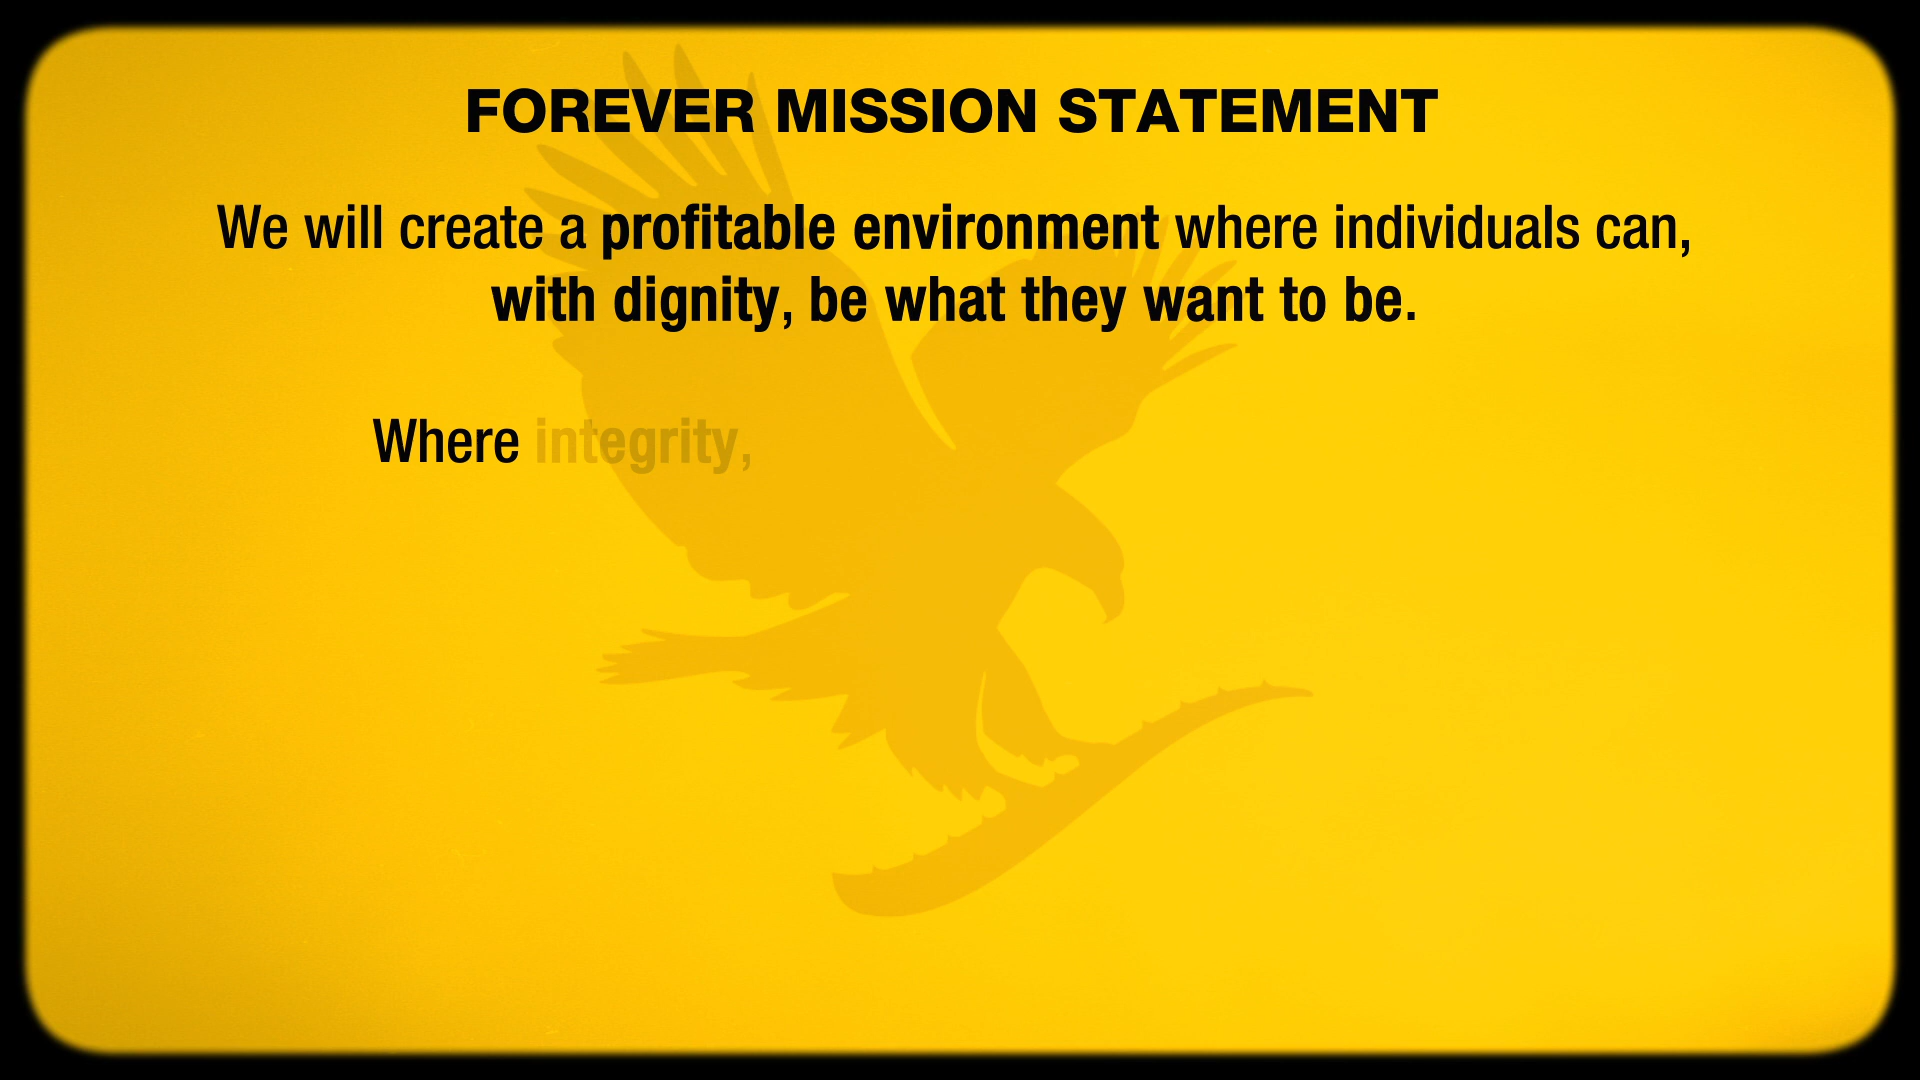 FOREVER MISSION STATEMENT
We will create a profitable environment where individuals can,
with dignity, be what they want to be.
Where integrity,